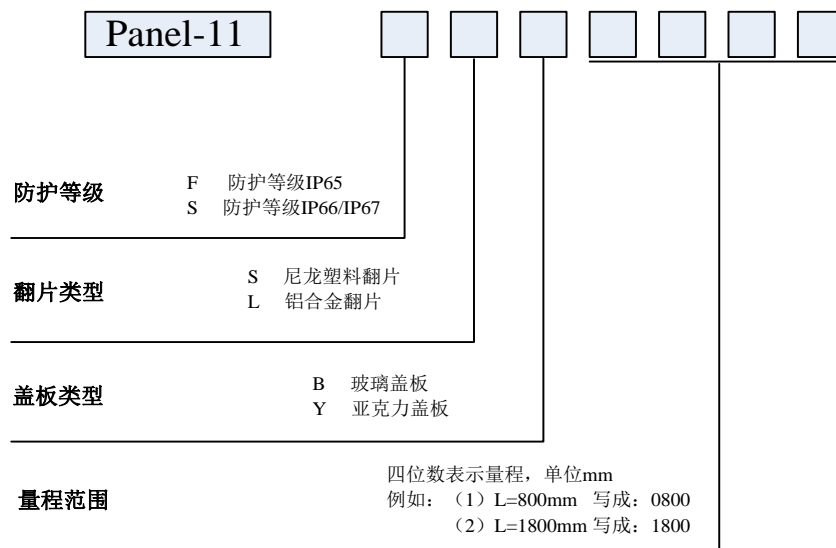 Panel-11
防护等级
F 防护等级IP65
S 防护等级IP66/IP67
翻片类型
S 尼龙塑料翻片
L 铝合金翻片
盖板类型
B 玻璃盖板
Y 亚克力盖板
量程范围
四位数表示量程，单位mm
例如：（1）L=800mm 写成：0800
（2）L=1800mm 写成：1800